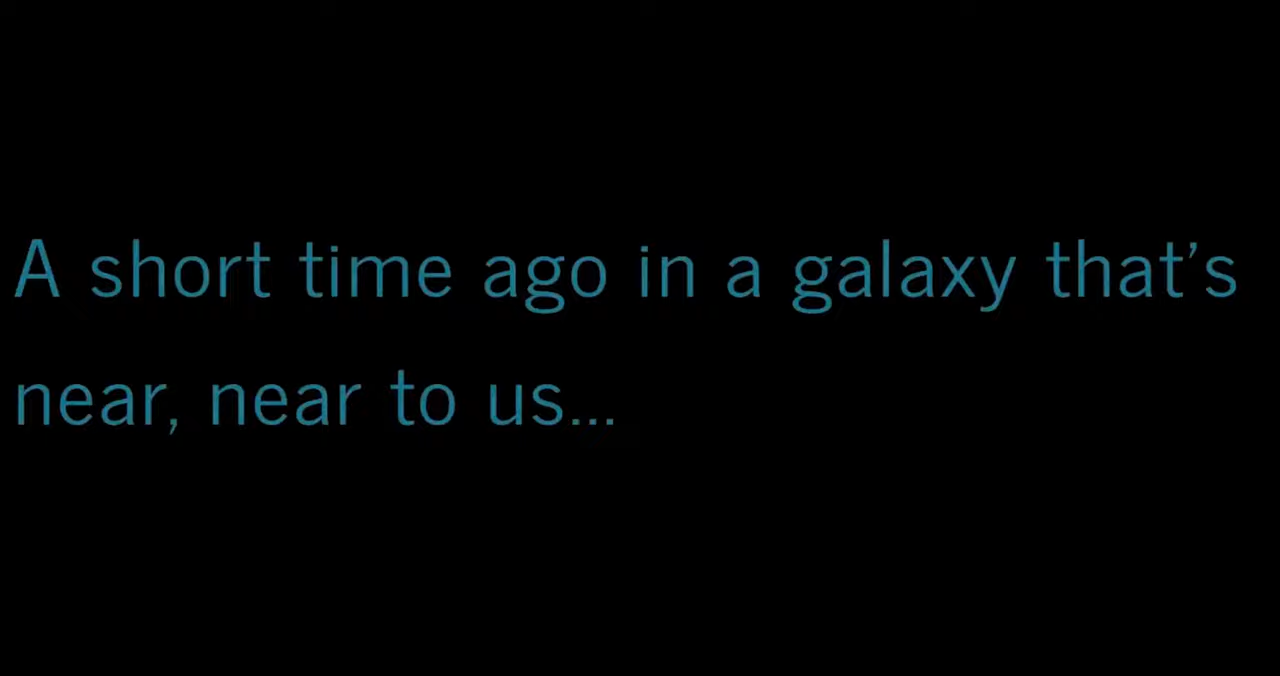 A short time ago in a galaxy that’s
near, near to us...